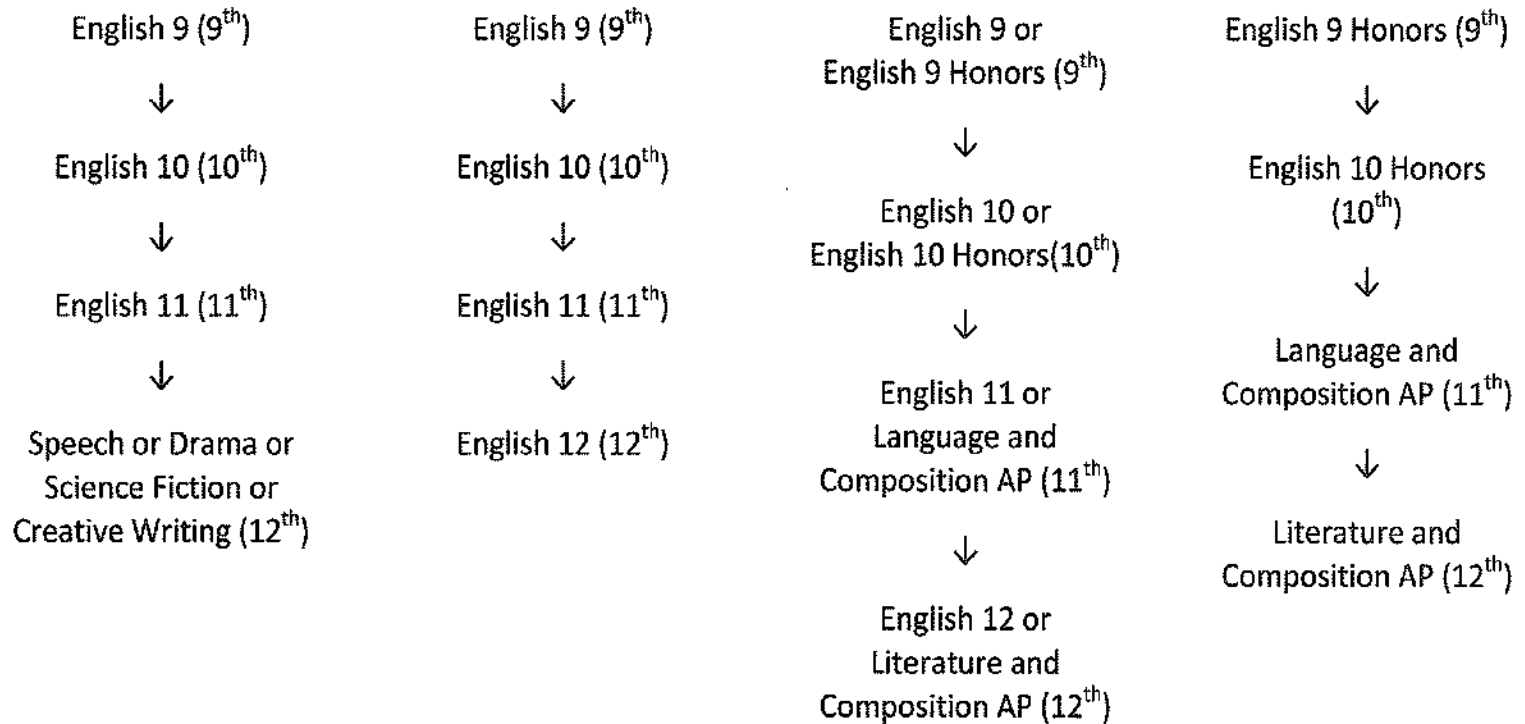 English 9 (9th)
↓
English 10 (10th)
↓
English 11 (11th)
↓
Speech or Drama or
Science Fiction or
Creative Writing (12th)
English 9 (9th)
↓
English 10 (10th)
↓
English 11 (11th)
↓
English 12 (12th)
English 9 or
English 9 Honors (9th)
↓
English 10 or
English 10 Honors(10th)
↓
English 11 or
Language and
Composition AP (11th)
↓
English 12 or
Literature and
Composition AP (12th)
English 9 Honors (9th)
↓
English 10 Honors
(10th)
↓
Language and
Composition AP (11th)
↓
Literature and
Composition AP (12th)